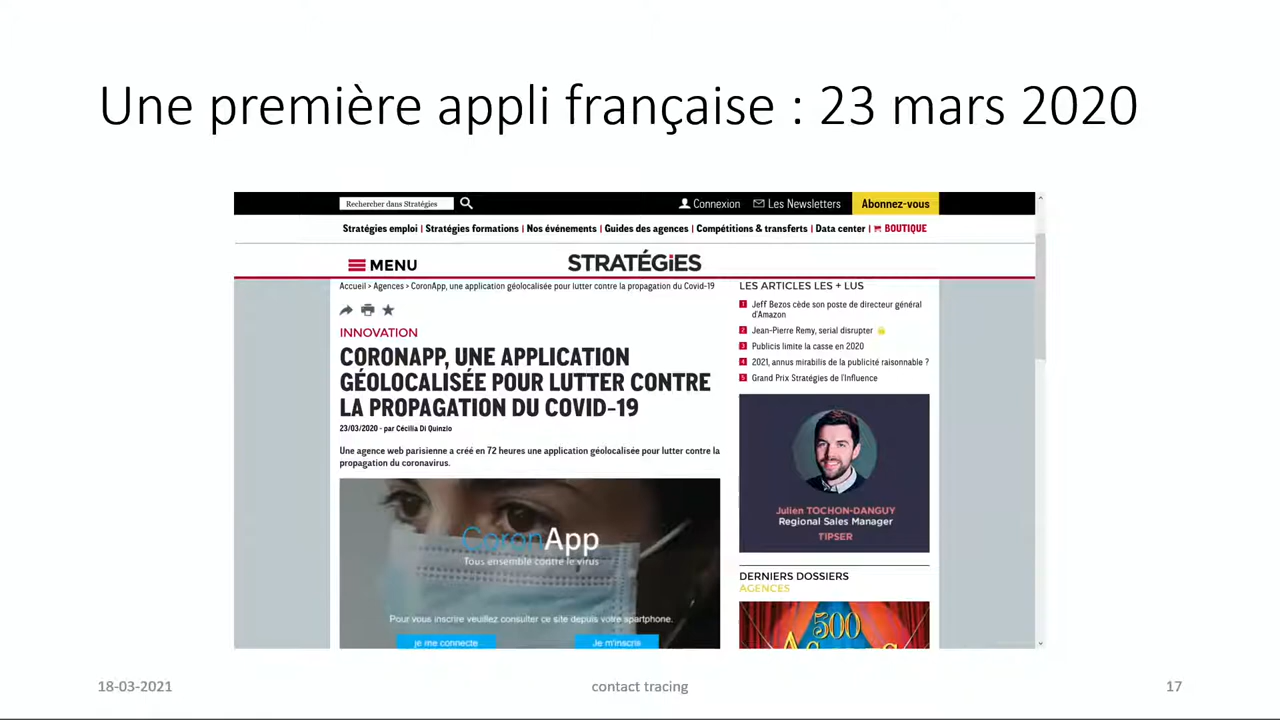 Une première appli française : 23 mars 2020
Rechercher dans Stratégies
Connexion
Les Newsletters
Abonnez-vous
Stratégies emploi | Stratégies formations | Nos événements | Guides des agences | Compétitions & transferts | Data center | BOUTIQUE
MENU
STRATÉGIES
Accueil > Agences > CoronApp, une application géolocalisée pour lutter contre la propagation du Covid-19
INNOVATION
CORONAPP, UNE APPLICATION
GÉOLOCALISÉE POUR LUTTER CONTRE
LA PROPAGATION DU COVID-19
23/03/2020 - par Cécilia Di Quinzio
Une agence web parisienne a créé en 72 heures une application géolocalisée pour lutter contre la
propagation du coronavirus.
CoronApp
Tous ensemble contre le virus
Pour vous inscrire veuillez consulter ce site depuis votre apartphone.
je me connecte
Je m'inscris
LES ARTICLES LES + LUS
1 Jeff Bezos cède son poste de directeur général
d'Amazon
2 Jean-Pierre Remy, serial disrupter
3 Publicis limite la casse en 2020
4 2021, annus mirabilis de la publicité raisonnable ?
5 Grand Prix Stratégies de l'Influence
Julien TOCHON-DANGUY
Regional Sales Manager
TIPSER
DERNIERS DOSSIERS
AGENCES
500
18-03-2021
contact tracing
17